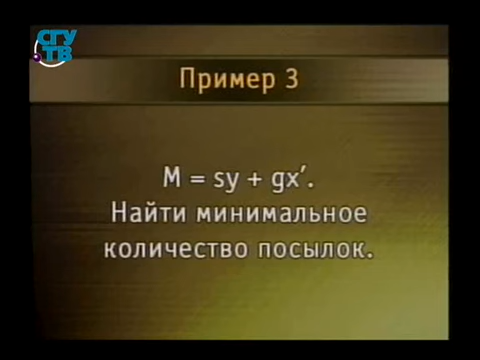 СГУ
ТВ
Пример 3
M = sy + gx′.
Найти минимальное
количество посылок.